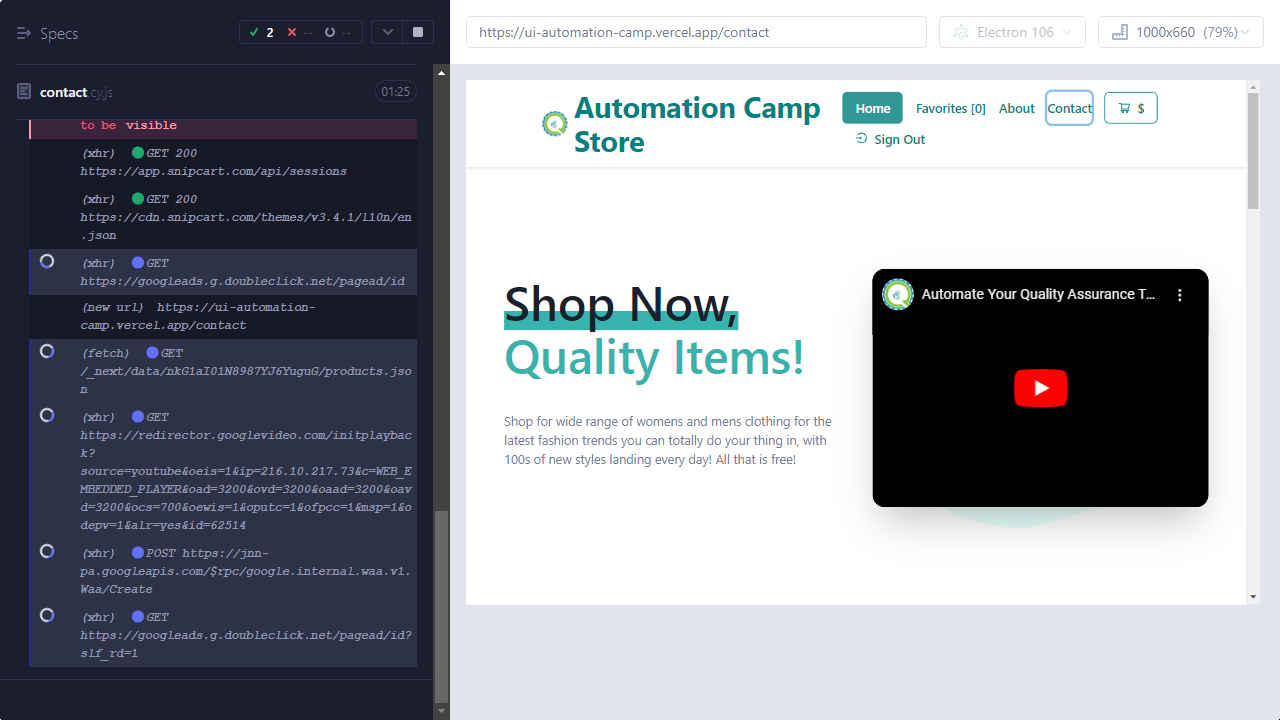 Specs
2
--
--
https://ui-automation-camp.vercel.app/contact
Electron 106
1000x660 (79%)
contact.cy.js
01:25
to be visible
(xhr) GET 200
https://app.snipcart.com/api/sessions
(xhr) GET 200
https://cdn.snipcart.com/themes/v3.4.1/l10n/en
.json
(xhr) GET
https://googleads.g.doubleclick.net/pagead/id
(new url) https://ui-automation-
camp.vercel.app/contact
(fetch) GET
/_next/data/nkG1aI01N8987YJ6YuguG/products.jso
n
(xhr) GET
https://redirector.googlevideo.com/initplaybac
k?
source=youtube&oeis=1&ip=216.10.217.73&c=WEB_E
MBEDDED_PLAYER&oad=3200&ovd=3200&oaad=3200&oav
d=3200&ocs=700&oewis=1&oputc=1&ofpcc=1&msp=1&o
depv=1&alr=yes&id=62514
(xhr) POST https://jnn-
pa.googleapis.com/$rpc/google.internal.waa.v1.
Waa/Create
(xhr) GET
https://googleads.g.doubleclick.net/pagead/id?
slf_rd=1
Automation Camp
Store
Home
Favorites [0]
About
Contact
$
Sign Out
Shop Now,
Quality Items!
Shop for wide range of womens and mens clothing for the
latest fashion trends you can totally do your thing in, with
100s of new styles landing every day! All that is free!
Automate Your Quality Assurance T...